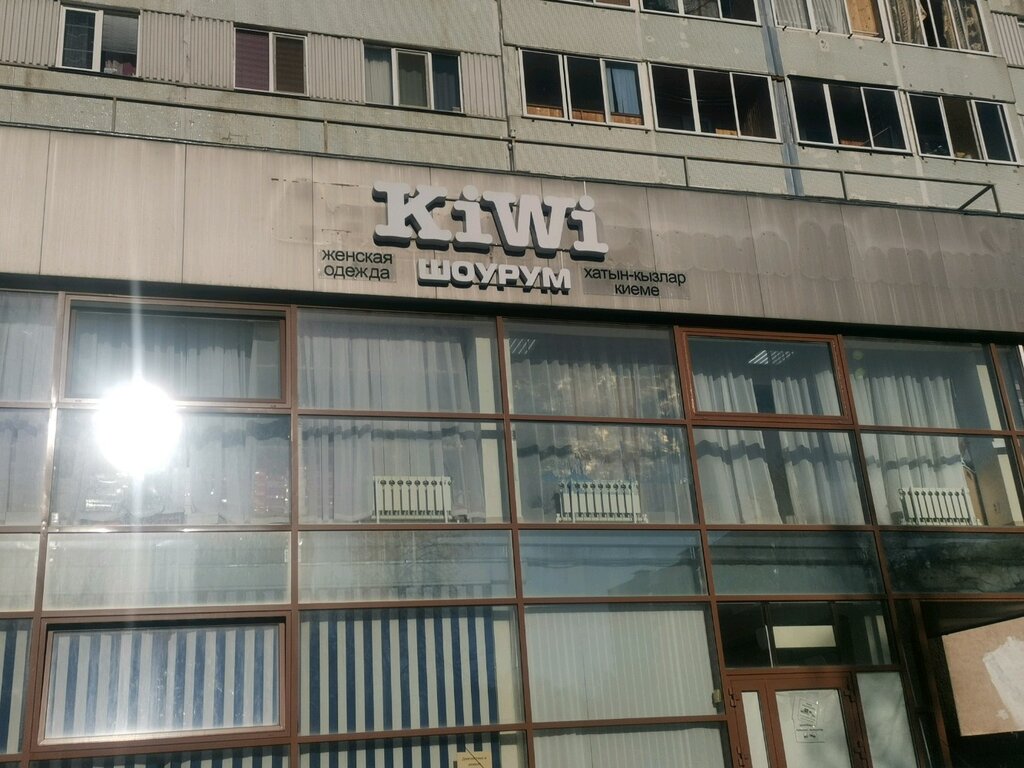 KiWi
женская
одежда
шоурум
хатын-кызлар
киеме